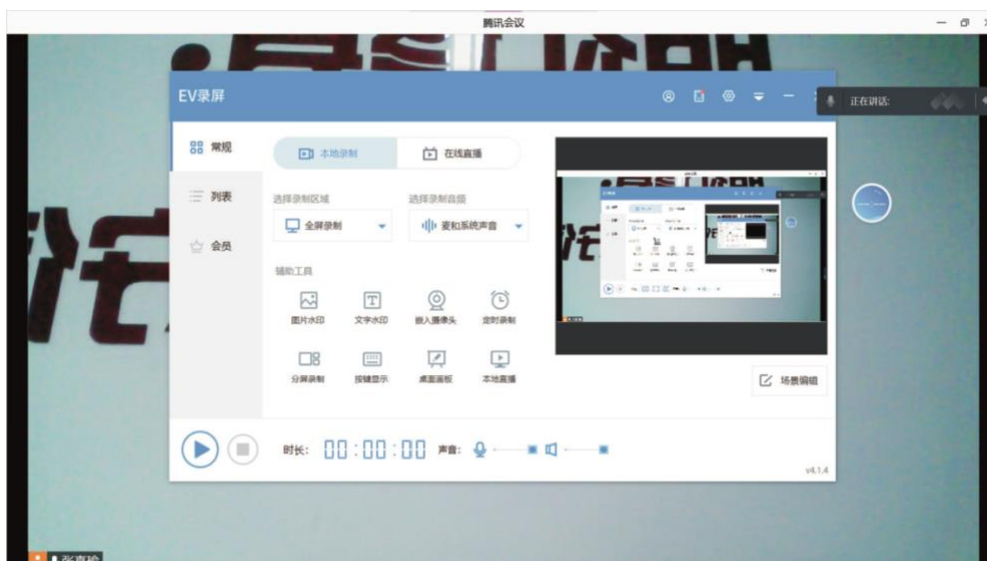 腾讯会议
EV录屏
正在讲话:
常规
本地录制
在线直播
列表
选择录制区域
选择录制音频
全屏录制
麦和系统声音
会员
辅助工具
图片水印
文字水印
嵌入摄像头
定时录制
分屏录制
按键显示
桌面画板
本地直播
场景编辑
时长: 00:00:00 声音:
v4.1.4